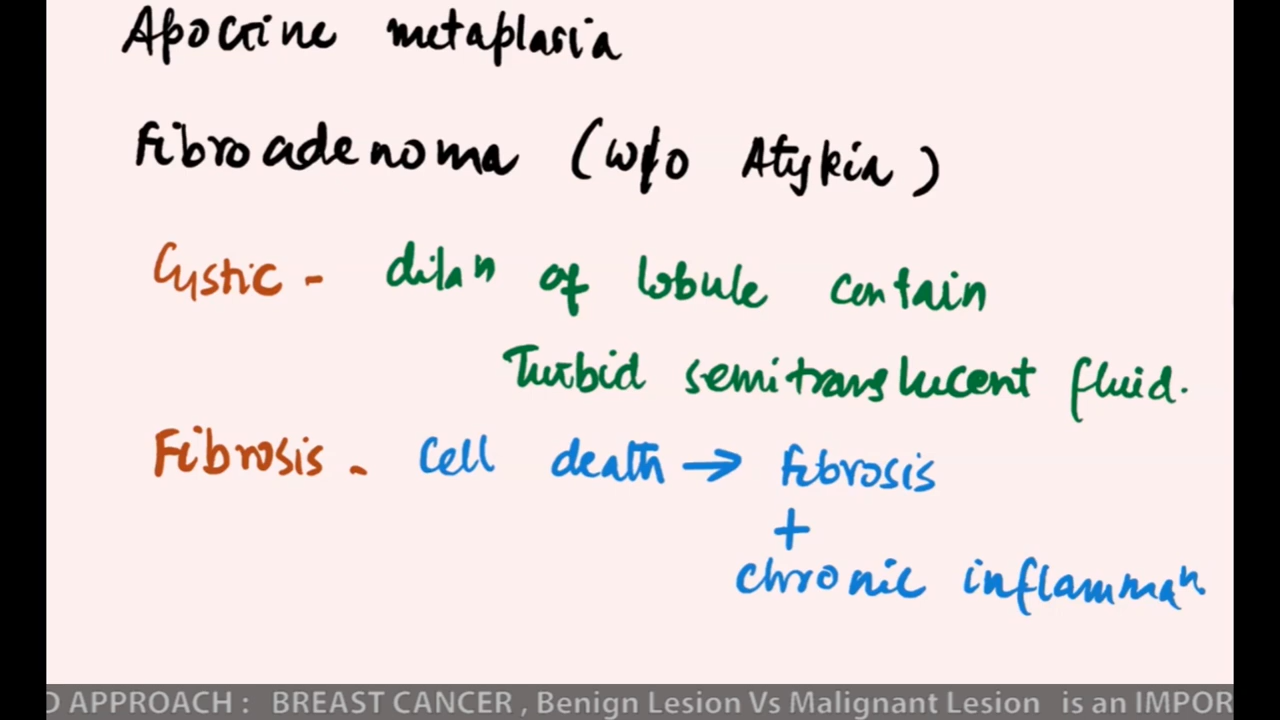 Apocrine metaplasia
Fibroadenoma (w/o Atypia)
Cystic - dilaⁿ of lobule contain
Turbid semitranslucent fluid.
Fibrosis - Cell death → fibrosis
+
chronic inflammaⁿ.
D APPROACH : BREAST CANCER , Benign Lesion Vs Malignant Lesion is an IMPOR